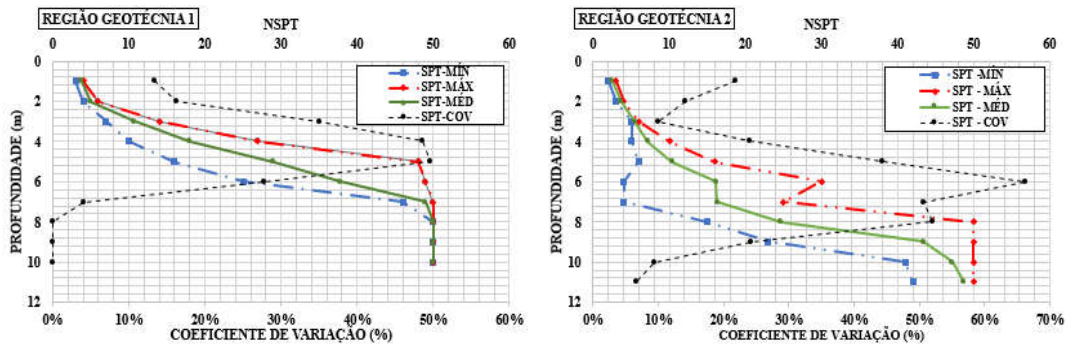 REGIÃO GEOTÉCNIA 1
NSPT
0 10 20 30 40 50 60
0
2
4
6
8
10
12
PROFUNDIDADE (m)
SPT -MÍN
SPT -MÁX
SPT-MÉD
SPT-COV
0% 10% 20% 30% 40% 50% 60%
COEFICIENTE DE VARIAÇÃO (%)
REGIÃO GEOTÉCNIA 2
NSPT
0 10 20 30 40 50 60
0
2
4
6
8
10
12
PROFUNDIDADE (m)
SPT -MÍN
SPT - MÁX
SPT - MÉD
SPT - COV
0% 10% 20% 30% 40% 50% 60% 70%
COEFICIENTE DE VARIAÇÃO (%)